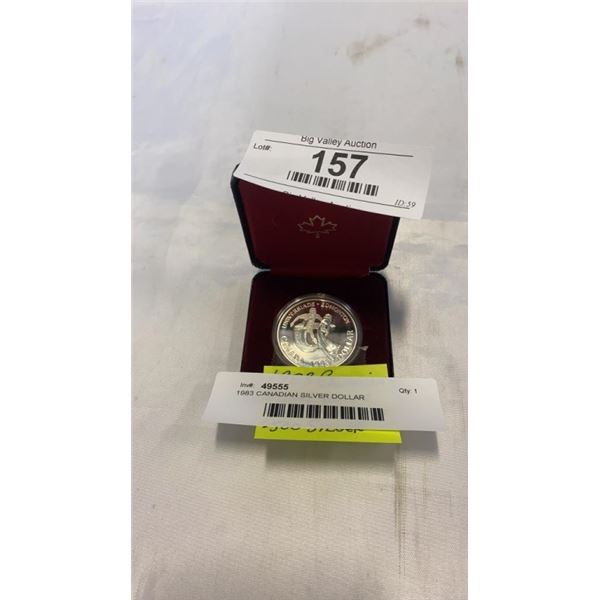 Big Valley Auction
Lot#:
157
ID:59
UNIVERSIADE · EDMONTON
CANADA 1983 DOLLAR
Inv#: 49555 Qty: 1
1983 CANADIAN SILVER DOLLAR